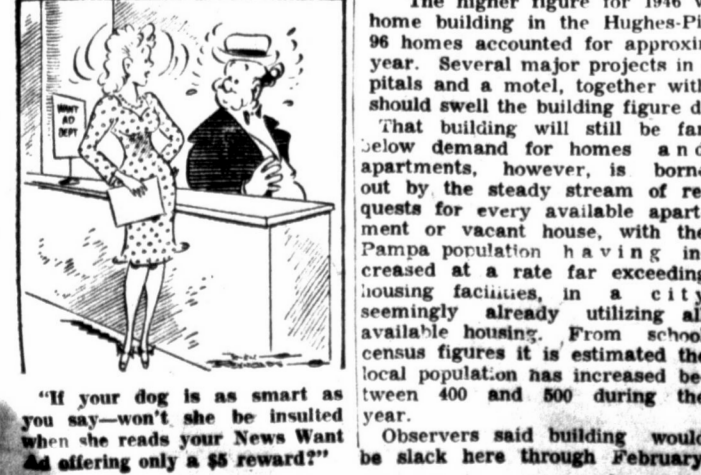 WANT
AD
DEPT
"If your dog is as smart as
you say—won't she be insulted
when she reads your News Want
Ad offering only a $5 reward?"
The higher figure for 1946
home building in the Hughes-Pi
96 homes accounted for approxi
year. Several major projects in
pitals and a motel, together with
should swell the building figure d
That building will still be far
below demand for homes and
apartments, however, is borne
out by the steady stream of re
quests for every available apart
ment or vacant house, with the
Pampa population having in
creased at a rate far exceeding
housing facilities, in a city
seemingly already utilizing all
available housing. From school
census figures it is estimated the
local population has increased be
tween 400 and 500 during the
year.
Observers said building would
be slack here through February